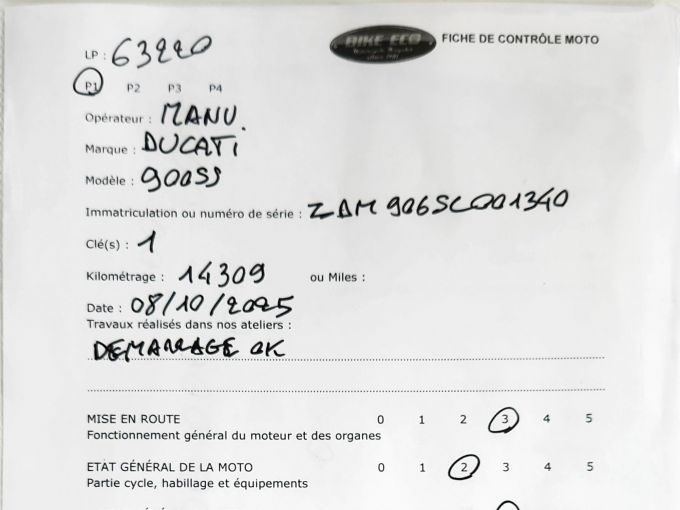 LP : 63220
BIKE ECO
FICHE DE CONTRÔLE MOTO
P1 P2 P3 P4
Opérateur : MANU.
Marque : DUCATI
Modèle : 900SS
Immatriculation ou numéro de série : ZDM906SC001340
Clé(s) : 1
Kilométrage : 14309 ou Miles :
Date : 08/10/2025
Travaux réalisés dans nos ateliers :
DEMARRAGE OK
MISE EN ROUTE 0 1 2 3 4 5
Fonctionnement général du moteur et des organes
ETAT GÉNÉRAL DE LA MOTO 0 1 2 3 4 5
Partie cycle, habillage et équipements